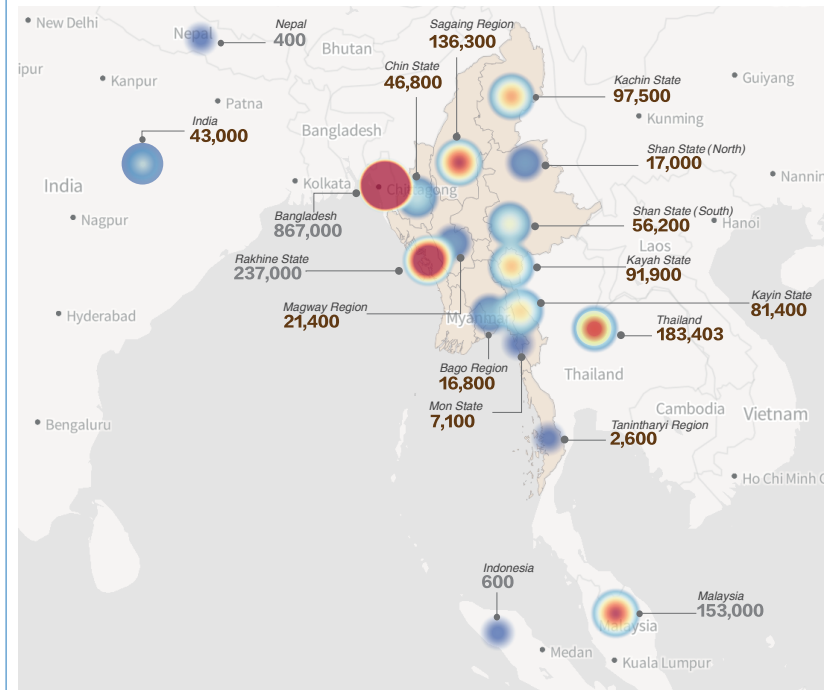 New Delhi
Nepal
Nepal
400
Sagaing Region
136,300
Bhutan
ipur
Kanpur
Chin State
46,800
Kachin State
97,500
Guiyang
Patna
India
43,000
Bangladesh
Kunming
Shan State (North)
17,000
India
Kolkata
Chittagong
Nannin
Nagpur
Bangladesh
867,000
Shan State (South)
56,200
Hanoi
Laos
Rakhine State
237,000
Kayah State
91,900
Magway Region
21,400
Hyderabad
Myanmar
Kayin State
81,400
Thailand
183,403
Bago Region
16,800
Thailand
Mon State
7,100
Cambodia
Vietnam
Bengaluru
Tanintharyi Region
2,600
Ho Chi Minh C
Indonesia
600
Malaysia
153,000
Malaysia
Medan
Kuala Lumpur